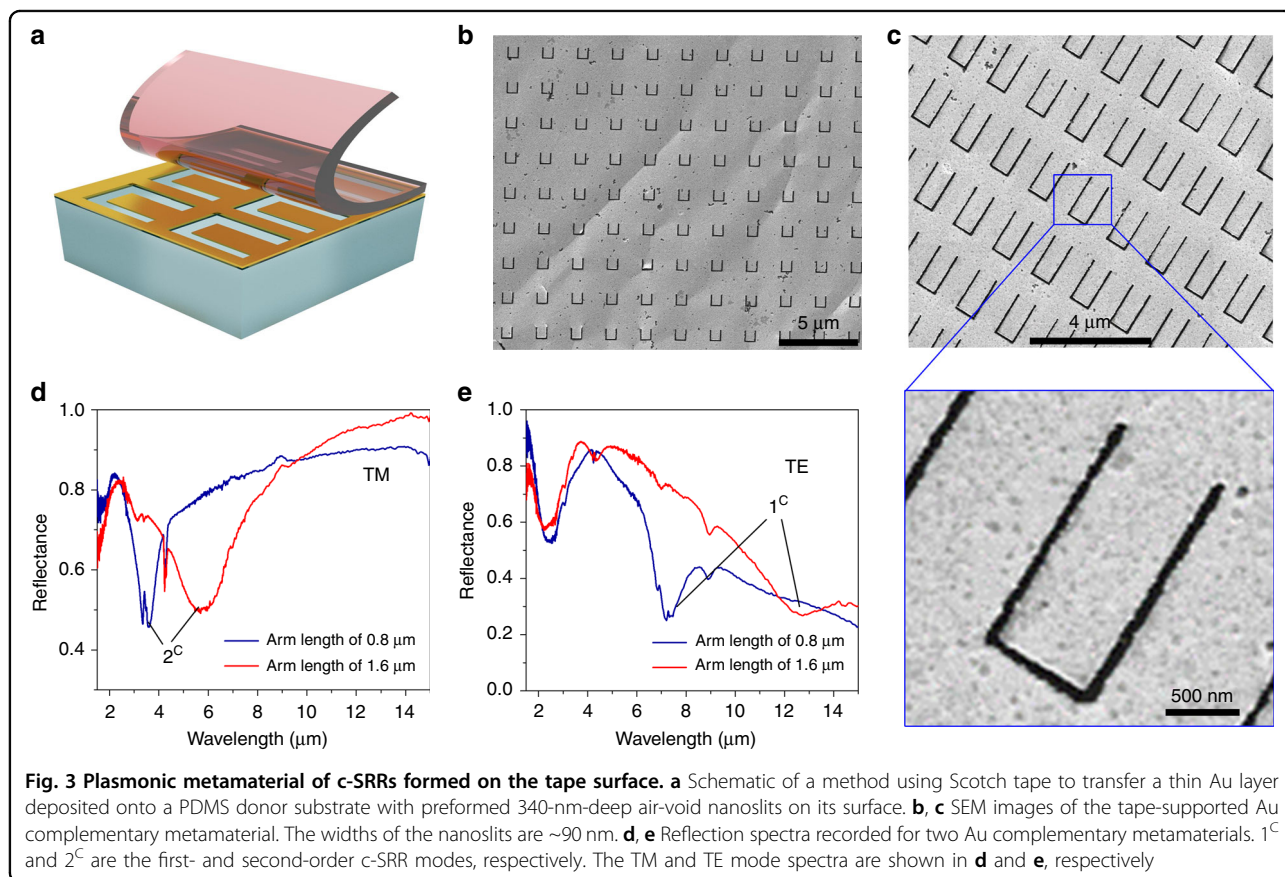 a
b
5 μm
c
4 μm
500 nm
d
1.0
0.8
0.6
0.4
Reflectance
TM
2^C
Arm length of 0.8 μm
Arm length of 1.6 μm
2 4 6 8 10 12 14
Wavelength (μm)
e
1.0
0.8
0.6
0.4
0.2
0.0
Reflectance
TE
1^C
Arm length of 0.8 μm
Arm length of 1.6 μm
2 4 6 8 10 12 14
Wavelength (μm)
Fig. 3 Plasmonic metamaterial of c-SRRs formed on the tape surface. a Schematic of a method using Scotch tape to transfer a thin Au layer
deposited onto a PDMS donor substrate with preformed 340-nm-deep air-void nanoslits on its surface. b, c SEM images of the tape-supported Au
complementary metamaterial. The widths of the nanoslits are ~90 nm. d, e Reflection spectra recorded for two Au complementary metamaterials. 1^C
and 2^C are the first- and second-order c-SRR modes, respectively. The TM and TE mode spectra are shown in d and e, respectively